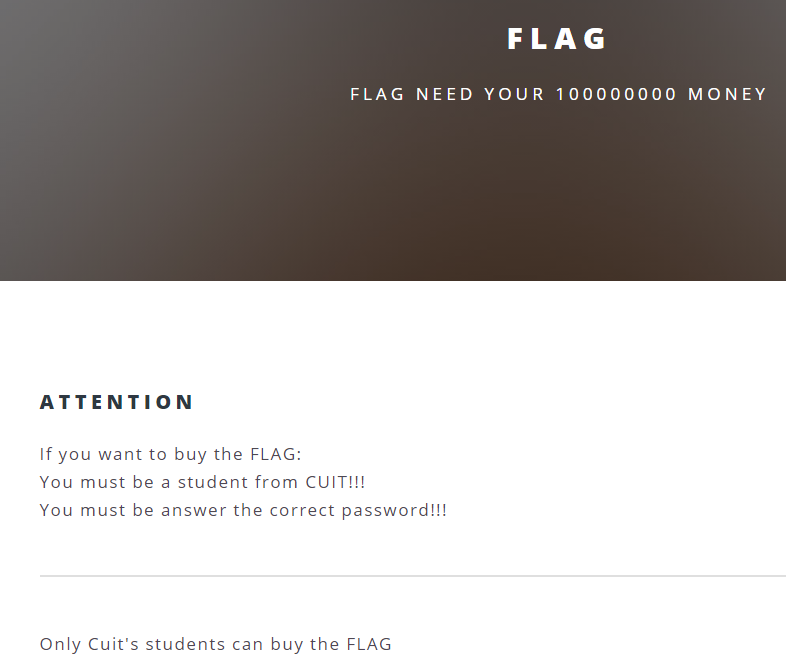 FLAG
FLAG NEED YOUR 100000000 MONEY
ATTENTION
If you want to buy the FLAG:
You must be a student from CUIT!!!
You must be answer the correct password!!!
Only Cuit's students can buy the FLAG